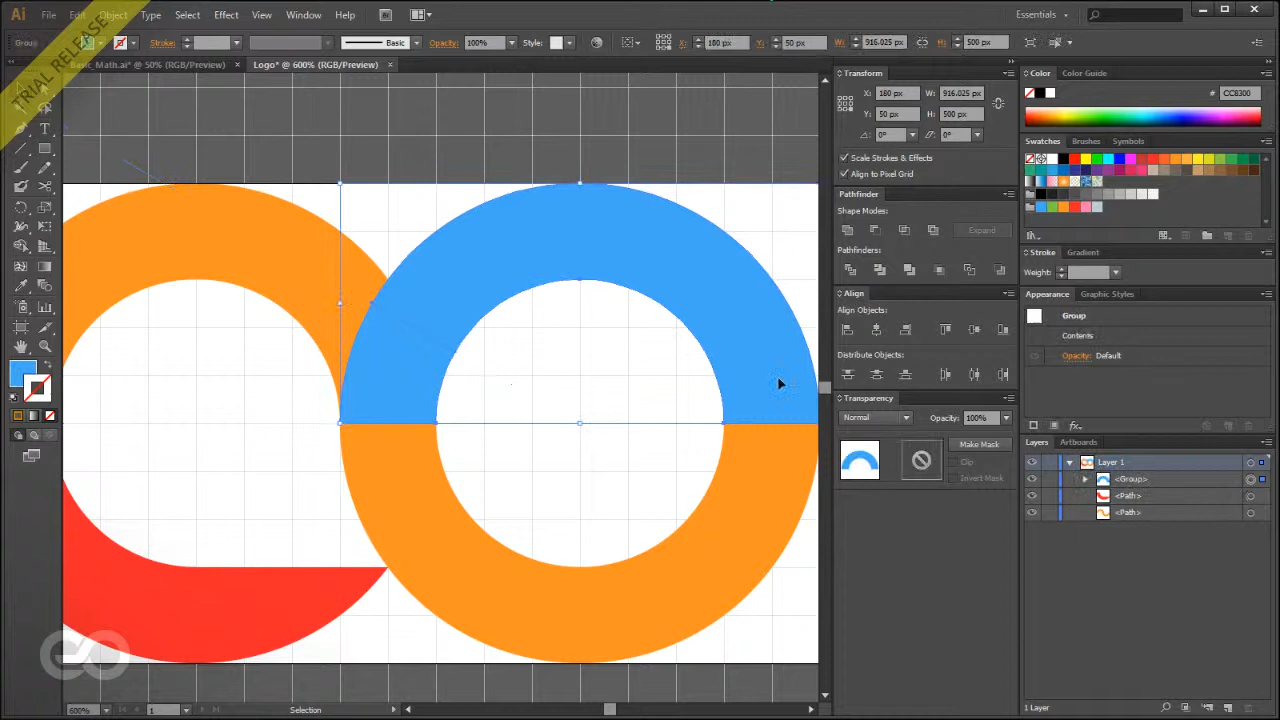 Ai File Edit Object Type Select Effect View Window Help Essentials
TRIAL RELEASE
Group Stroke: Basic Opacity: 100% Style: X: 180 px Y: 50 px W: 916.025 px H: 500 px
Basic_Math.ai* @ 50% (RGB/Preview) × Logo* @ 600% (RGB/Preview) ×
Transform
X: 180 px W: 916.025 px
Y: 50 px H: 500 px
0° 0°
Scale Strokes & Effects
Align to Pixel Grid
Pathfinder
Shape Modes:
Expand
Pathfinders:
Align
Align Objects:
Distribute Objects:
Transparency
Normal Opacity: 100%
Make Mask
Clip
Invert Mask
Color Color Guide
# CC8300
Swatches Brushes Symbols
Stroke Gradient
Weight:
Appearance Graphic Styles
Group
Contents
Opacity: Default
fx
Layers Artboards
Layer 1
<Group>
<Path>
<Path>
1 Layer
600% 1 Selection